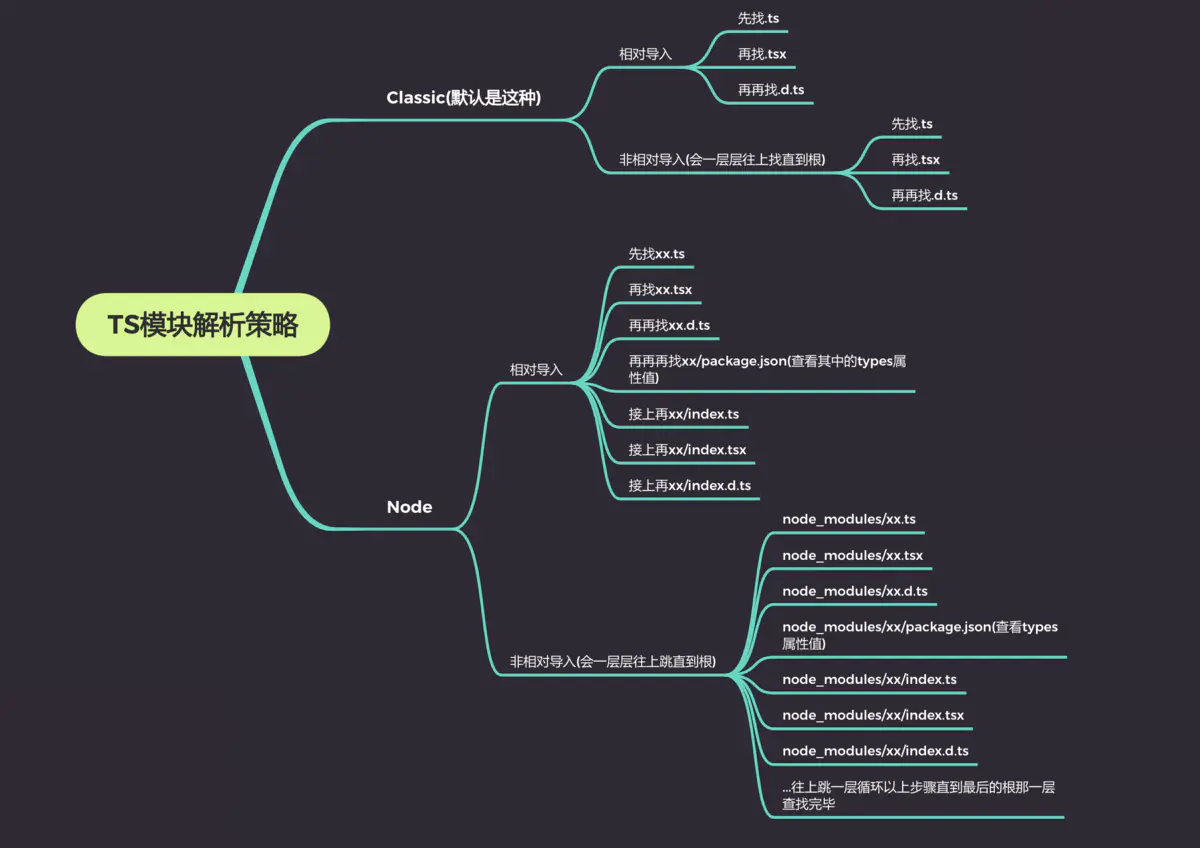 TS模块解析策略
Classic(默认是这种)
相对导入
先找.ts
再找.tsx
再再找.d.ts
非相对导入(会一层层往上找直到根)
先找.ts
再找.tsx
再再找.d.ts
Node
相对导入
先找xx.ts
再找xx.tsx
再再找xx.d.ts
再再再找xx/package.json(查看其中的types属
性值)
接上再xx/index.ts
接上再xx/index.tsx
接上再xx/index.d.ts
非相对导入(会一层层往上跳直到根)
node_modules/xx.ts
node_modules/xx.tsx
node_modules/xx.d.ts
node_modules/xx/package.json(查看types
属性值)
node_modules/xx/index.ts
node_modules/xx/index.tsx
node_modules/xx/index.d.ts
...往上跳一层循环以上步骤直到最后的根那一层
查找完毕